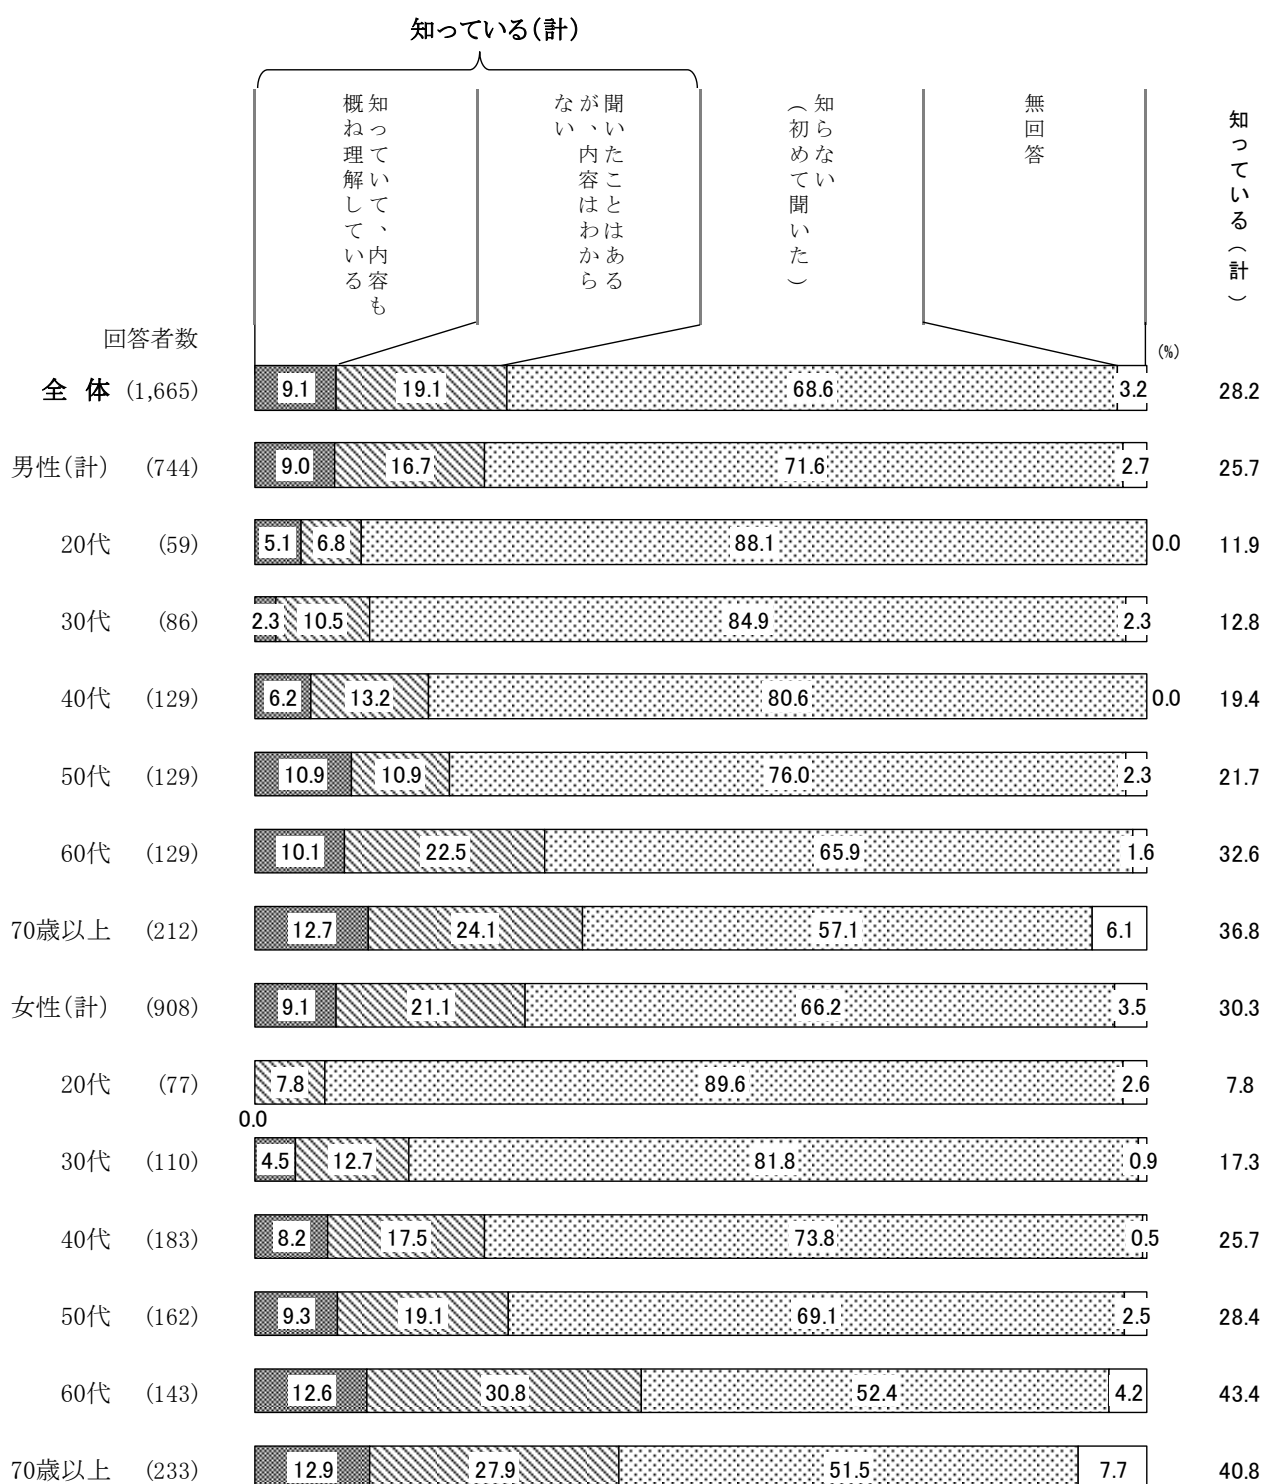 知っている(計)
知っていて、内容も
概ね理解している
聞いたことはある
が、内容はわから
ない
知らない
(初めて聞いた)
無回答
知っている(計)
回答者数
(%)
全 体 (1,665) 9.1 19.1 68.6 3.2 28.2
男性(計) (744) 9.0 16.7 71.6 2.7 25.7
20代 (59) 5.1 6.8 88.1 0.0 11.9
30代 (86) 2.3 10.5 84.9 2.3 12.8
40代 (129) 6.2 13.2 80.6 0.0 19.4
50代 (129) 10.9 10.9 76.0 2.3 21.7
60代 (129) 10.1 22.5 65.9 1.6 32.6
70歳以上 (212) 12.7 24.1 57.1 6.1 36.8
女性(計) (908) 9.1 21.1 66.2 3.5 30.3
20代 (77) 7.8 89.6 2.6 7.8
0.0
30代 (110) 4.5 12.7 81.8 0.9 17.3
40代 (183) 8.2 17.5 73.8 0.5 25.7
50代 (162) 9.3 19.1 69.1 2.5 28.4
60代 (143) 12.6 30.8 52.4 4.2 43.4
70歳以上 (233) 12.9 27.9 51.5 7.7 40.8